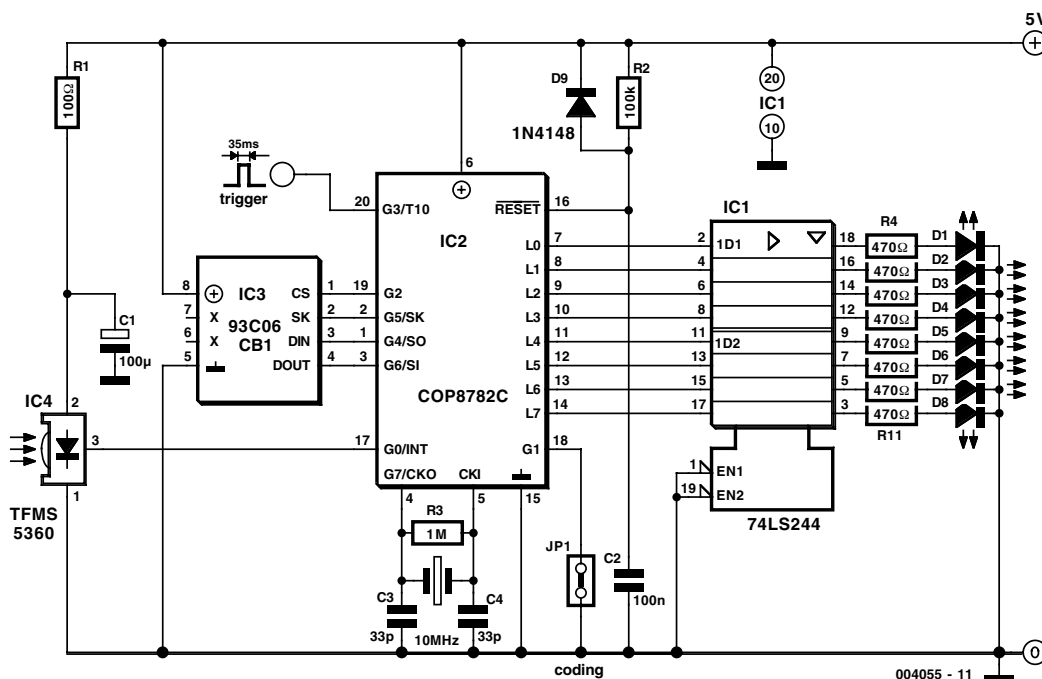 5V
R1
100Ω
D9
1N4148
R2
100k
20
IC1
10
35ms
trigger
6
20
G3/T10
IC2
RESET
16
IC1
R4
D1
L0
7
2
1D1
18
470Ω
L1
8
4
16
470Ω
D2
L2
9
6
14
470Ω
D3
L3
10
8
12
470Ω
D4
L4
11
11
1D2
9
470Ω
D5
L5
12
13
7
470Ω
D6
L6
13
15
5
470Ω
D7
L7
14
17
3
470Ω
D8
R11
8
IC3
CS
1
19
G2
7
X
93C06
SK
2
2
G5/SK
6
X
CB1
DIN
3
1
G4/SO
5
DOUT
4
3
G6/SI
COP8782C
C1
100µ
IC4
2
3
1
TFMS
5360
17
G0/INT
G1
18
G7/CKO
CKI
4
5
15
1
EN1
19
EN2
74LS244
R3
1M
JP1
C2
100n
C3
33p
10MHz
C4
33p
coding
0
004055 - 11